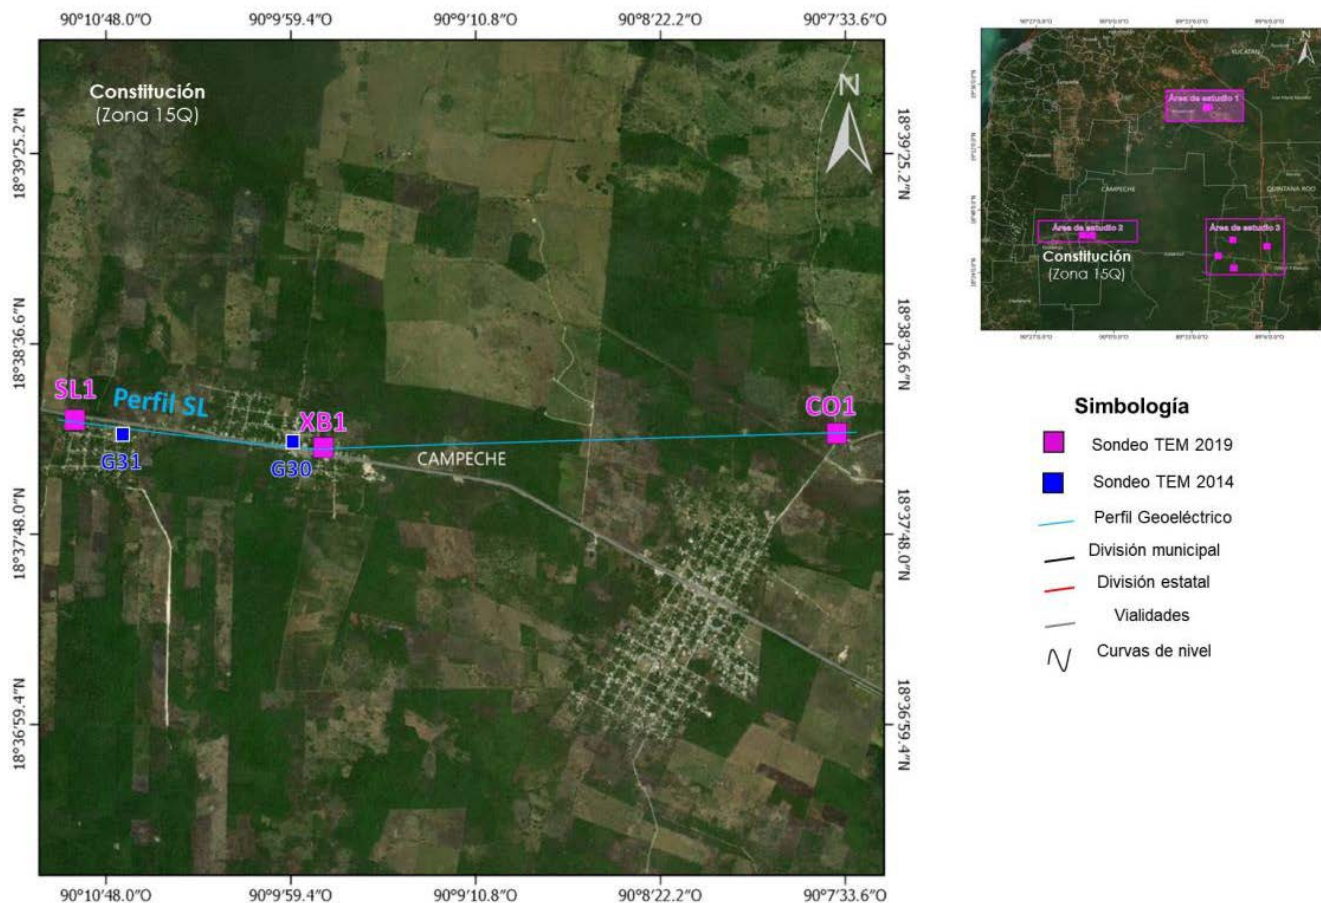 90°10'48.0"O
90°9'59.4"O
90°9'10.8"O
90°8'22.2"O
90°7'33.6"O
Constitución
(Zona 15Q)
N
18°39'25.2"N
18°39'25.2"N
18°38'36.6"N
18°38'36.6"N
SL1
Perfil SL
XB1
CO1
G31
G30
CAMPECHE
18°37'48.0"N
18°37'48.0"N
18°36'59.4"N
18°36'59.4"N
90°10'48.0"O
90°9'59.4"O
90°9'10.8"O
90°8'22.2"O
90°7'33.6"O
N
YUCATAN
Área de estudio 1
CAMPECHE
QUINTANA ROO
Área de estudio 2
Área de estudio 3
Constitución
(Zona 15Q)
Simbología
Sondeo TEM 2019
Sondeo TEM 2014
Perfil Geoeléctrico
División municipal
División estatal
Vialidades
Curvas de nivel